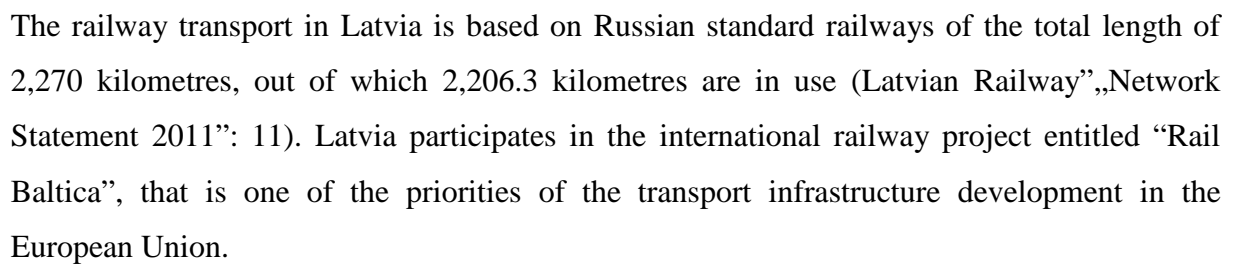 The railway transport in Latvia is based on Russian standard railways of the total length of
2,270 kilometres, out of which 2,206.3 kilometres are in use (Latvian Railway”„Network
Statement 2011”: 11). Latvia participates in the international railway project entitled “Rail
Baltica”, that is one of the priorities of the transport infrastructure development in the
European Union.